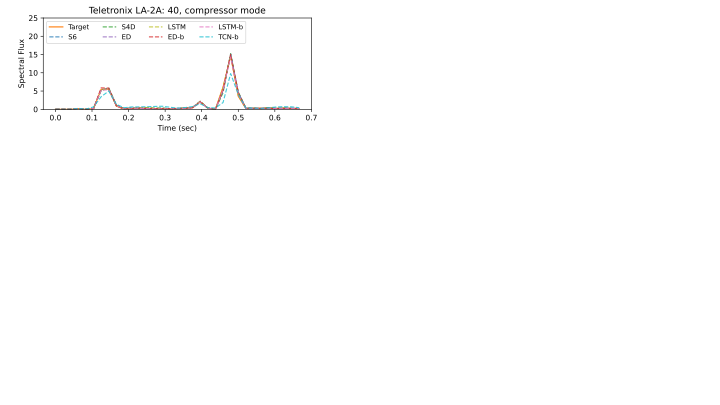 Teletronix LA-2A: 40, compressor mode
Spectral Flux
25
20
15
10
5
0
Target
S6
S4D
ED
LSTM
ED-b
LSTM-b
TCN-b
0.0 0.1 0.2 0.3 0.4 0.5 0.6 0.7
Time (sec)